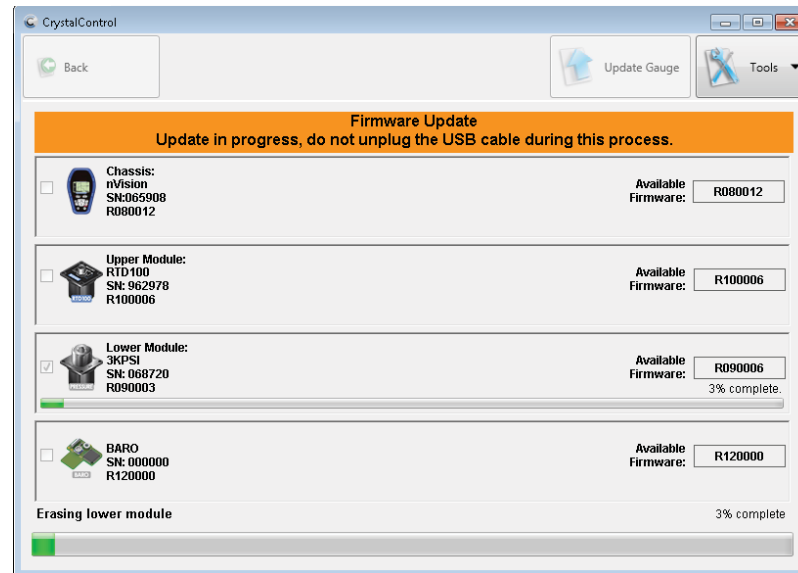 CrystalControl
Back
Update Gauge
Tools
Firmware Update
Update in progress, do not unplug the USB cable during this process.
Chassis:
nVision
SN:065908
R080012
Available
Firmware:
R080012
Upper Module:
RTD100
SN: 962978
R100006
RTD100
Available
Firmware:
R100006
Lower Module:
3KPSI
SN: 068720
R090003
Available
Firmware:
R090006
3% complete.
BARO
SN: 000000
R120000
BARO
Available
Firmware:
R120000
Erasing lower module
3% complete